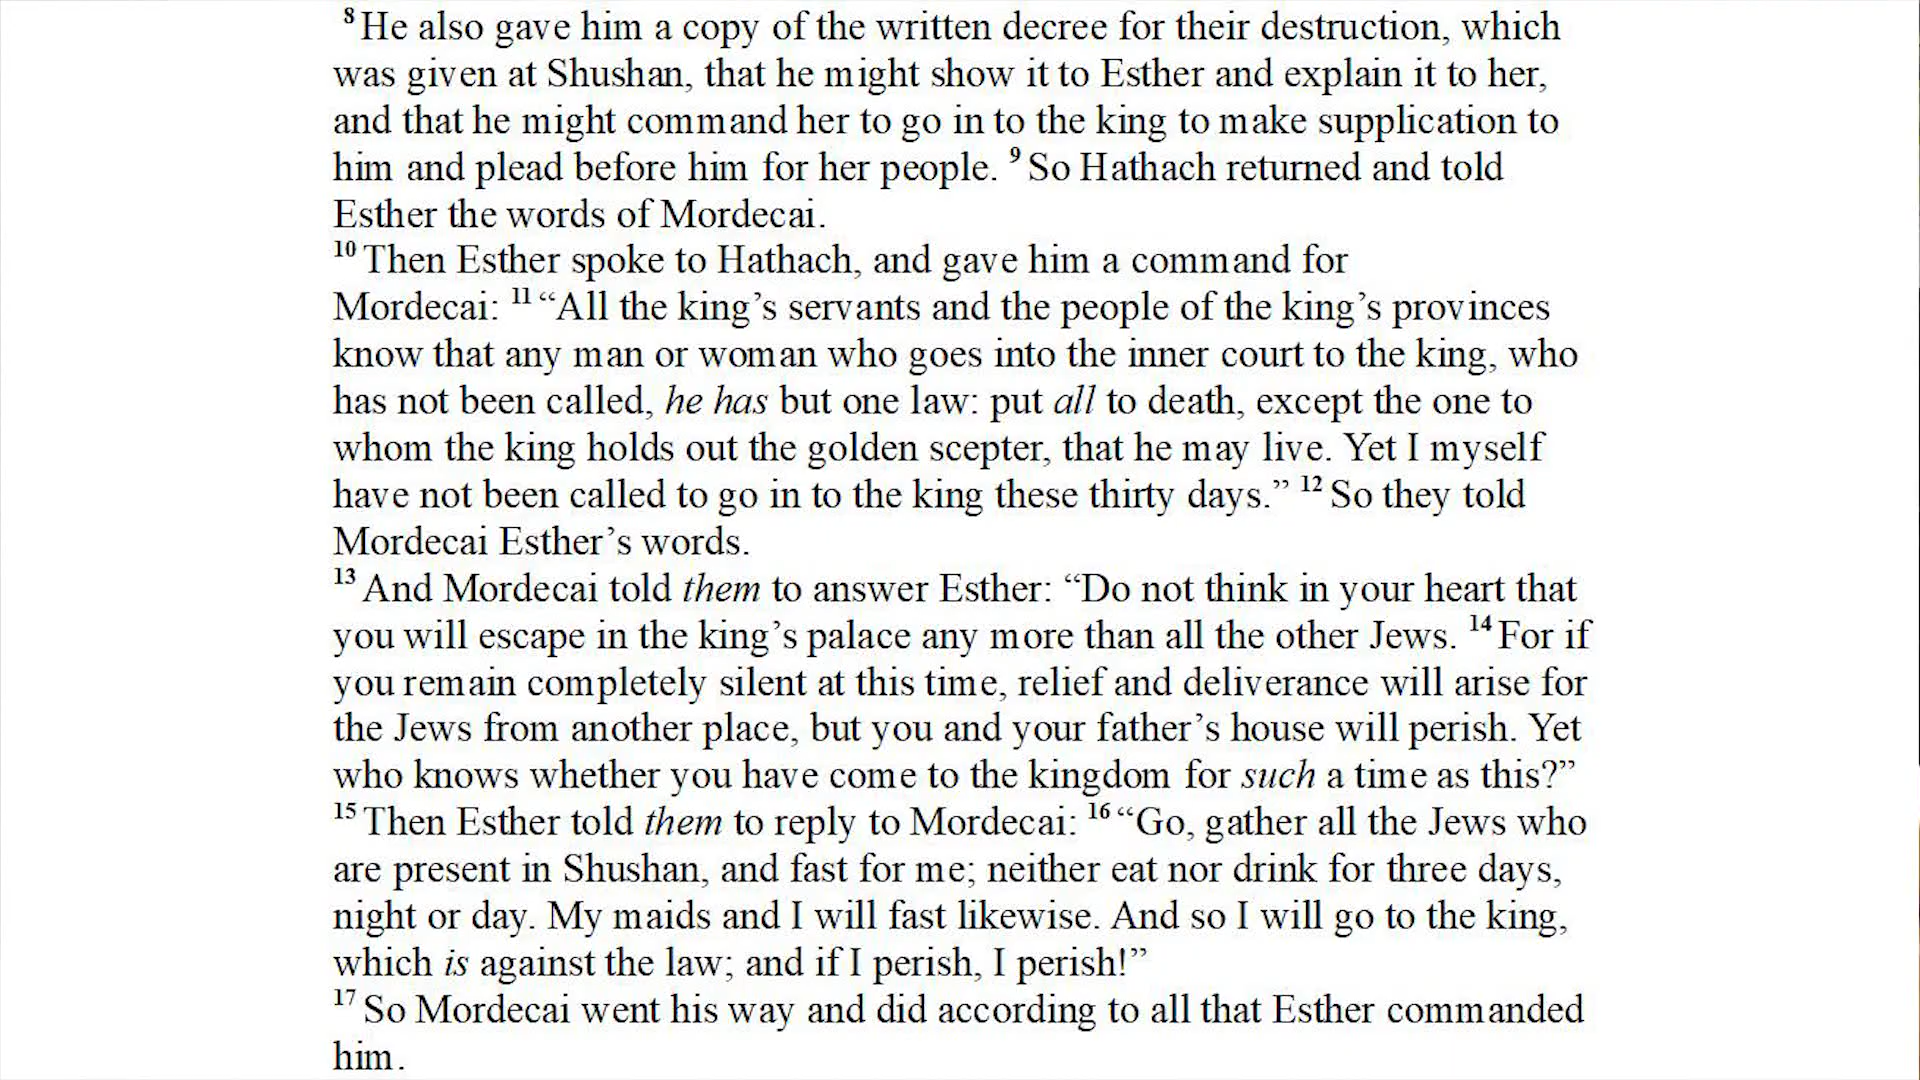 8 He also gave him a copy of the written decree for their destruction, which
was given at Shushan, that he might show it to Esther and explain it to her,
and that he might command her to go in to the king to make supplication to
him and plead before him for her people. 9 So Hathach returned and told
Esther the words of Mordecai.
10 Then Esther spoke to Hathach, and gave him a command for
Mordecai: 11 “All the king’s servants and the people of the king’s provinces
know that any man or woman who goes into the inner court to the king, who
has not been called, he has but one law: put all to death, except the one to
whom the king holds out the golden scepter, that he may live. Yet I myself
have not been called to go in to the king these thirty days.” 12 So they told
Mordecai Esther’s words.
13 And Mordecai told them to answer Esther: “Do not think in your heart that
you will escape in the king’s palace any more than all the other Jews. 14 For if
you remain completely silent at this time, relief and deliverance will arise for
the Jews from another place, but you and your father’s house will perish. Yet
who knows whether you have come to the kingdom for such a time as this?”
15 Then Esther told them to reply to Mordecai: 16 “Go, gather all the Jews who
are present in Shushan, and fast for me; neither eat nor drink for three days,
night or day. My maids and I will fast likewise. And so I will go to the king,
which is against the law; and if I perish, I perish!”
17 So Mordecai went his way and did according to all that Esther commanded
him.